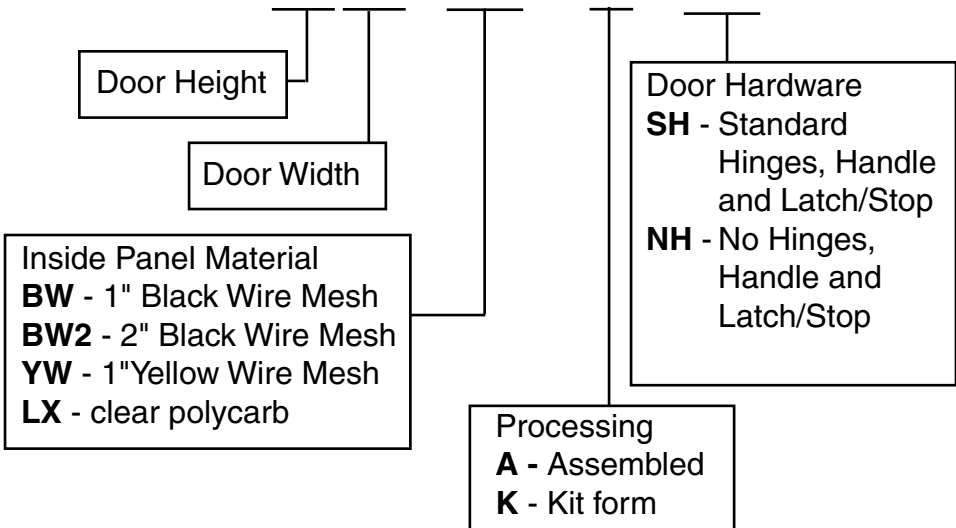 Door Height
Door Width
Inside Panel Material
BW - 1" Black Wire Mesh
BW2 - 2" Black Wire Mesh
YW - 1"Yellow Wire Mesh
LX - clear polycarb
Processing
A - Assembled
K - Kit form
Door Hardware
SH - Standard
Hinges, Handle
and Latch/Stop
NH - No Hinges,
Handle and
Latch/Stop